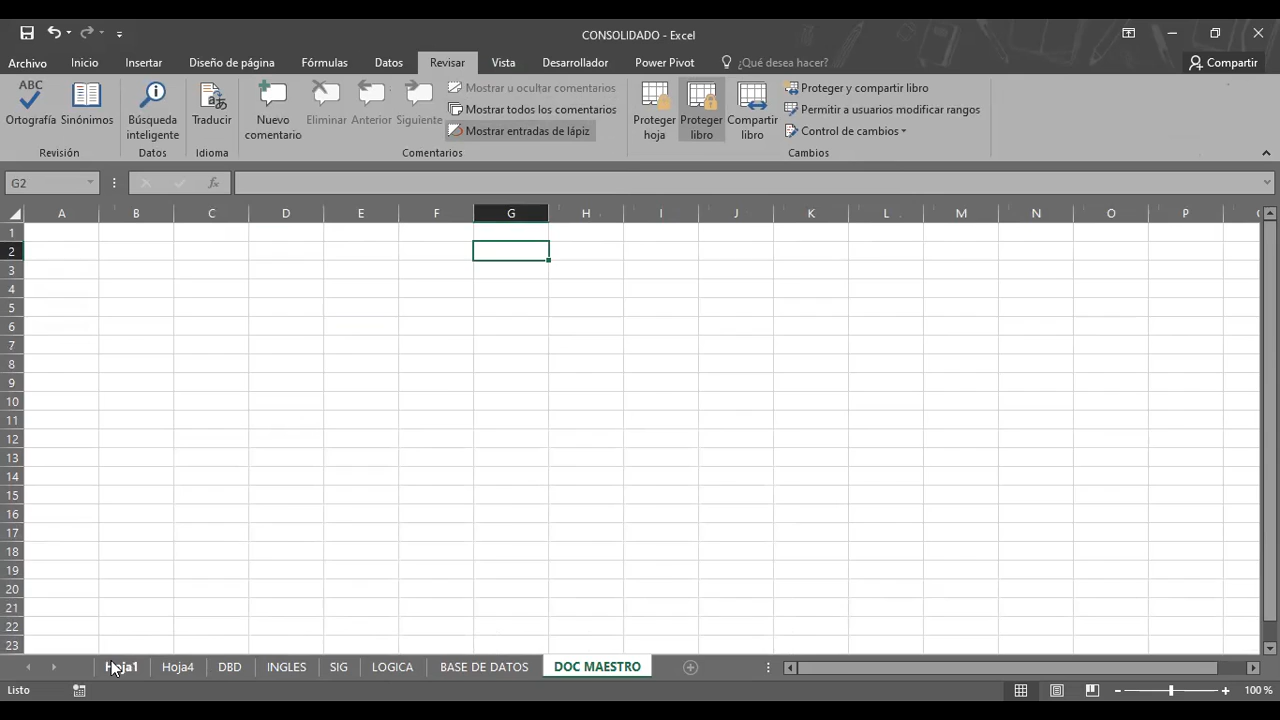 CONSOLIDADO - Excel
Archivo Inicio Insertar Diseño de página Fórmulas Datos Revisar Vista Desarrollador Power Pivot ¿Qué desea hacer? Compartir
ABC
Ortografía Sinónimos Búsqueda inteligente Traducir Nuevo comentario Eliminar Anterior Siguiente
Mostrar u ocultar comentarios
Mostrar todos los comentarios
Mostrar entradas de lápiz
Proteger hoja Proteger libro Compartir libro
Proteger y compartir libro
Permitir a usuarios modificar rangos
Control de cambios
Revisión Datos Idioma Comentarios Cambios
G2 fx
A B C D E F G H I J K L M N O P
1
2
3
4
5
6
7
8
9
10
11
12
13
14
15
16
17
18
19
20
21
22
23
Hoja1 Hoja4 DBD INGLES SIG LOGICA BASE DE DATOS DOC MAESTRO
Listo 100 %